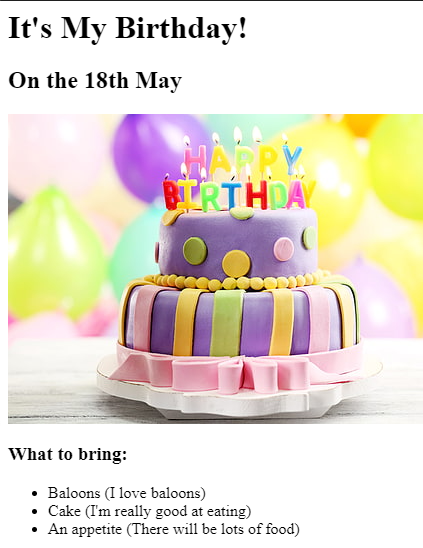 It's My Birthday!
On the 18th May
HAPPY
BIRTHDAY
What to bring:
Baloons (I love baloons)
Cake (I'm really good at eating)
An appetite (There will be lots of food)